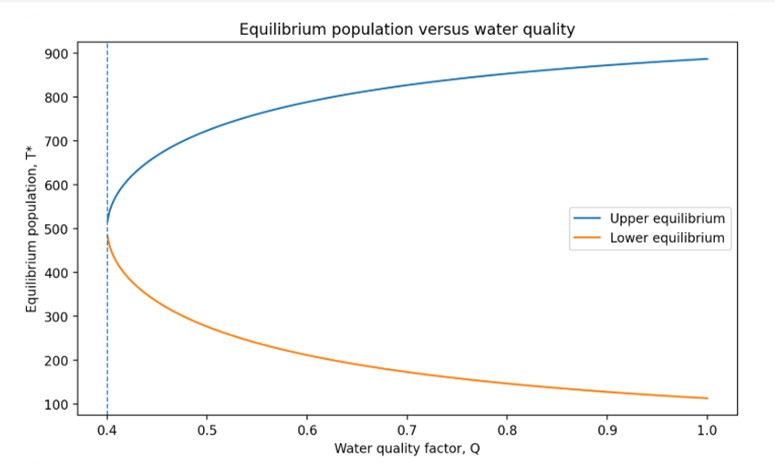 Equilibrium population versus water quality
900
800
700
600
500
400
300
200
100
Equilibrium population, T*
Upper equilibrium
Lower equilibrium
0.4 0.5 0.6 0.7 0.8 0.9 1.0
Water quality factor, Q